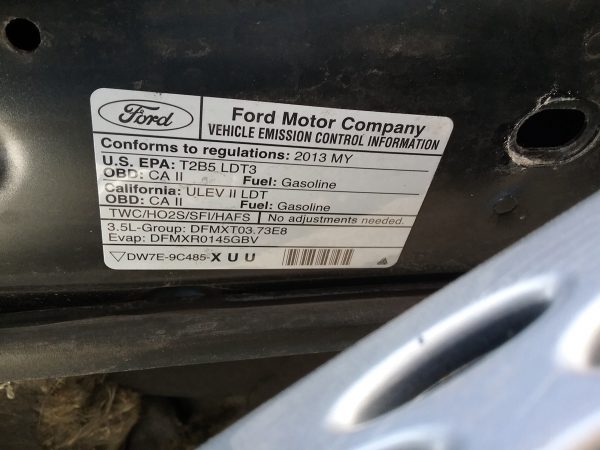 Ford
Ford Motor Company
VEHICLE EMISSION CONTROL INFORMATION
Conforms to regulations: 2013 MY
U.S. EPA: T2B5 LDT3
OBD: CA II Fuel: Gasoline
California: ULEV II LDT
OBD: CA II Fuel: Gasoline
TWC/HO2S/SFI/HAFS No adjustments needed.
3.5L-Group: DFMXT03.73E8
Evap: DFMXR0145GBV
DW7E-9C485-XUU